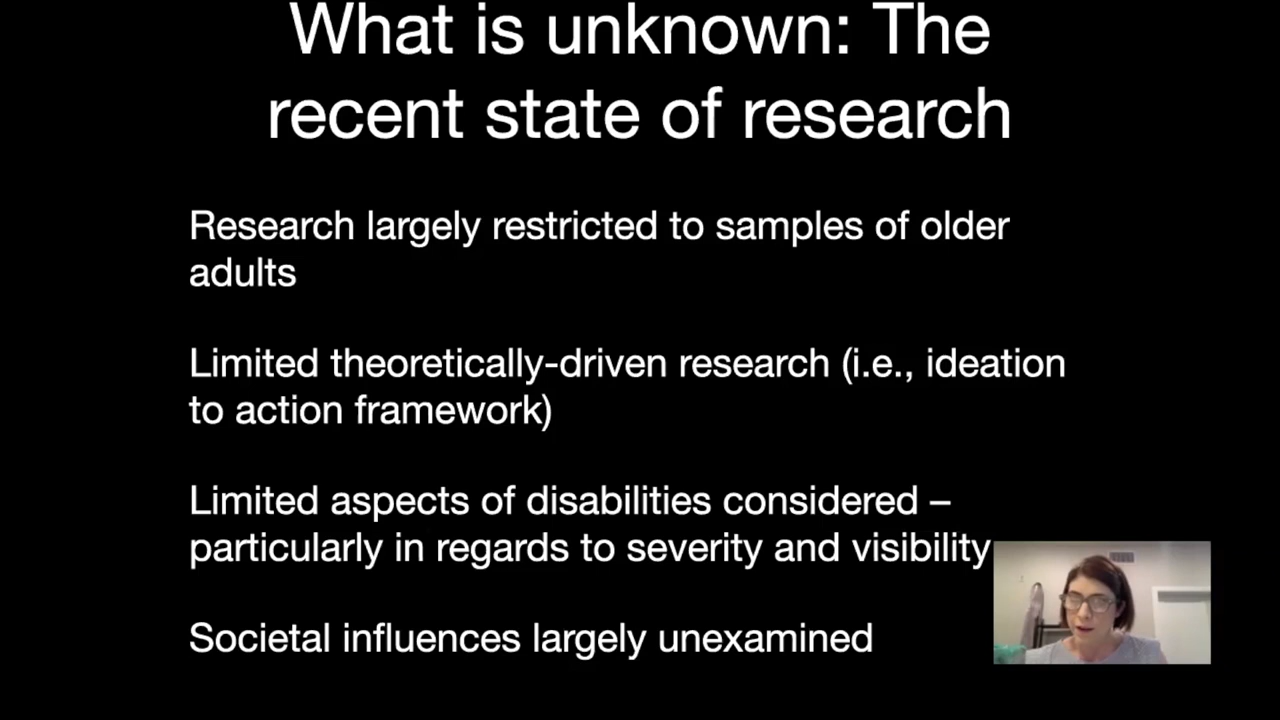 What is unknown: The
recent state of research
Research largely restricted to samples of older
adults
Limited theoretically-driven research (i.e., ideation
to action framework)
Limited aspects of disabilities considered –
particularly in regards to severity and visibility
Societal influences largely unexamined